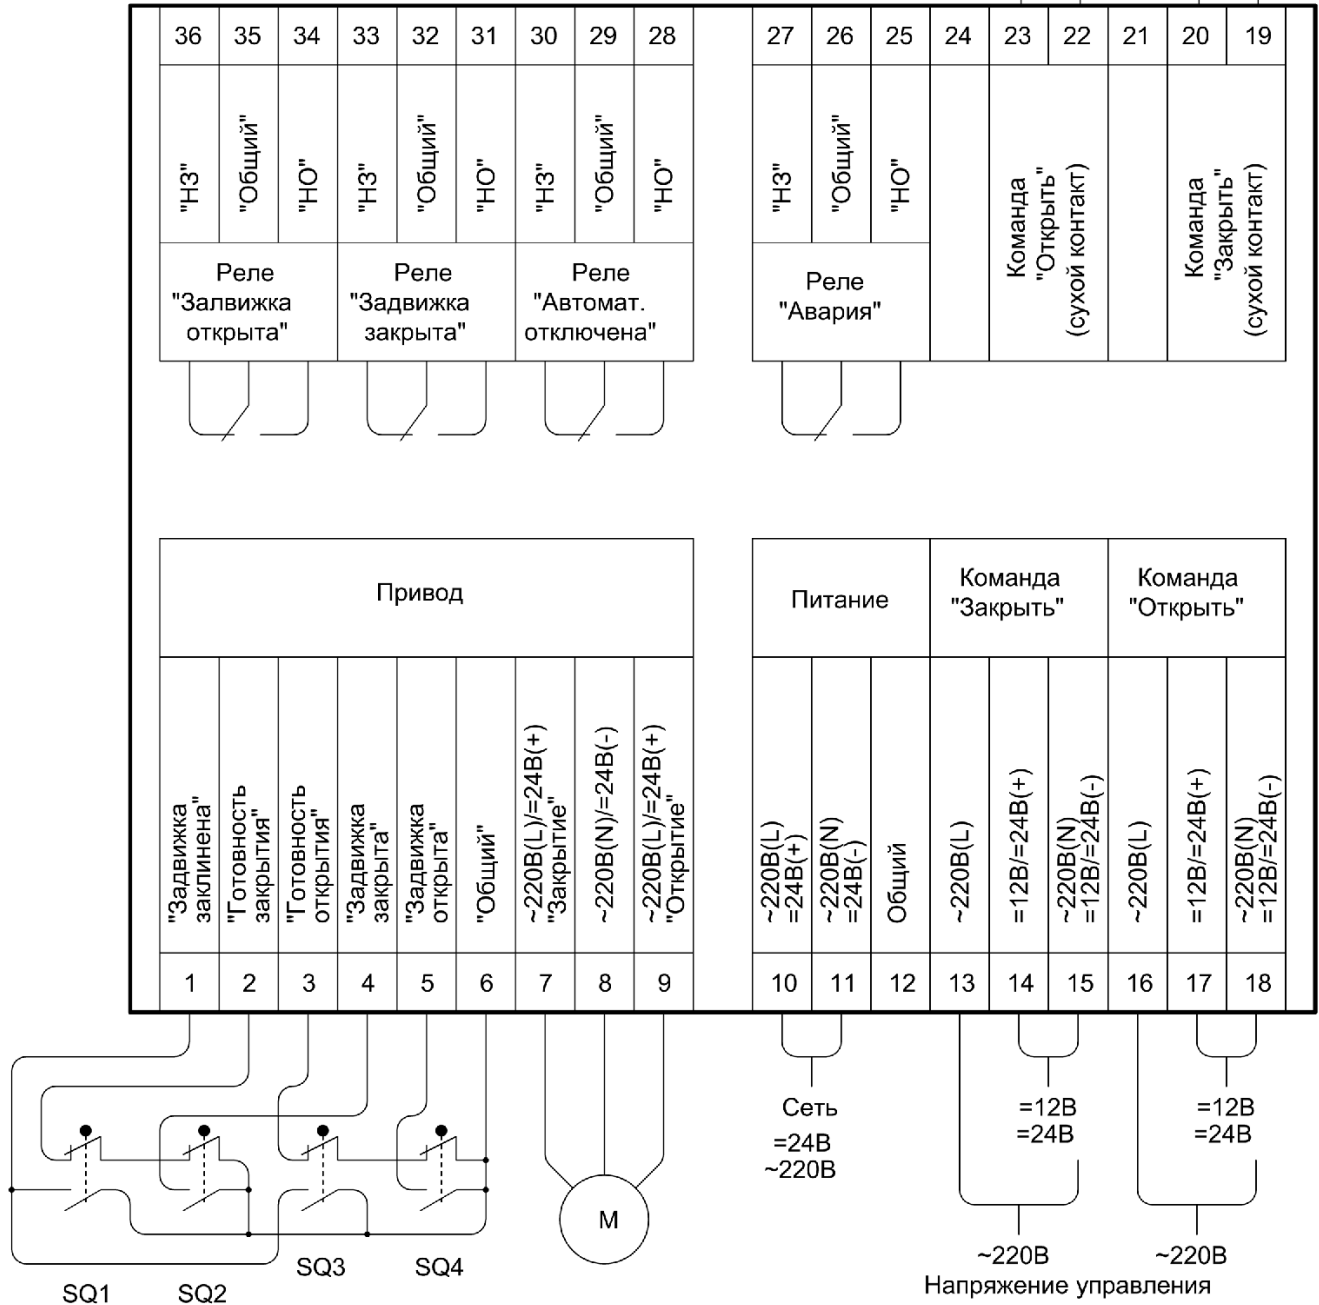 36 35 34 33 32 31 30 29 28 27 26 25 24 23 22 21 20 19
"НЗ" "Общий" "НО" "НЗ" "Общий" "НО" "НЗ" "Общий" "НО" "НЗ" "Общий" "НО"
Команда
"Открыть"
(сухой контакт)
Команда
"Закрыть"
(сухой контакт)
Реле
"Залвижка
открыта"
Реле
"Задвижка
закрыта"
Реле
"Автомат.
отключена"
Реле
"Авария"
Привод
Питание
Команда
"Закрыть"
Команда
"Открыть"
"Задвижка
заклинена"
"Готовность
закрытия"
"Готовность
открытия"
"Задвижка
закрыта"
"Задвижка
открыта"
"Общий"
~220В(L)/=24В(+)
"Закрытие"
~220В(N)/=24В(-)
~220В(L)/=24В(+)
"Открытие"
~220В(L)
=24В(+)
~220В(N)
=24В(-)
Общий
~220В(L)
=12В/=24В(+)
~220В(N)
=12В/=24В(-)
~220В(L)
=12В/=24В(+)
~220В(N)
=12В/=24В(-)
1 2 3 4 5 6 7 8 9 10 11 12 13 14 15 16 17 18
Сеть
=24В
~220В
=12В
=24В
=12В
=24В
М
SQ1
SQ2
SQ3
SQ4
~220В
~220В
Напряжение управления